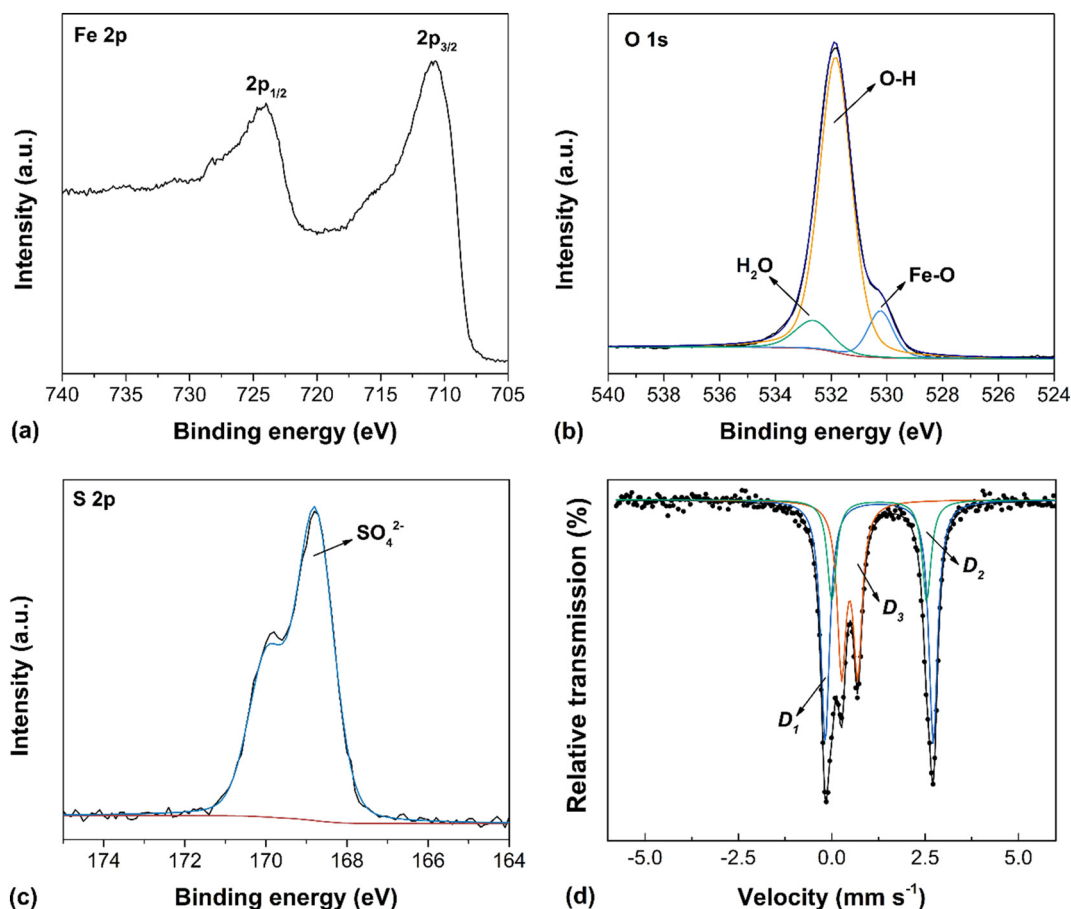 Fe 2p
2p3/2
2p1/2
Intensity (a.u.)
740 735 730 725 720 715 710 705
(a)
Binding energy (eV)
O 1s
O-H
H2O
Fe-O
Intensity (a.u.)
540 538 536 534 532 530 528 526 524
(b)
Binding energy (eV)
S 2p
SO4 2-
Intensity (a.u.)
174 172 170 168 166 164
(c)
Binding energy (eV)
D2
D3
D1
Relative transmission (%)
-5.0 -2.5 0.0 2.5 5.0
(d)
Velocity (mm s-1)